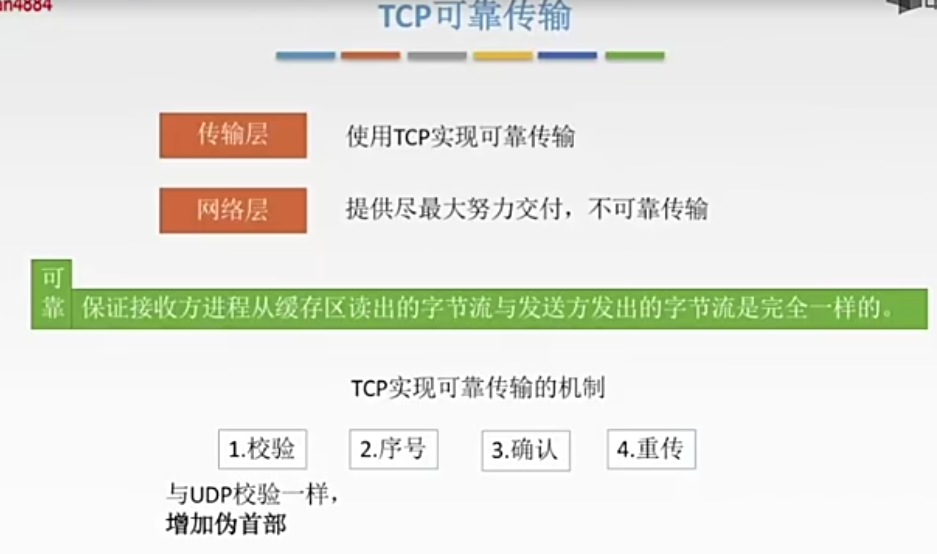 an4884
TCP可靠传输
传输层 使用TCP实现可靠传输
网络层 提供尽最大努力交付，不可靠传输
可靠 保证接收方进程从缓存区读出的字节流与发送方发出的字节流是完全一样的。
TCP实现可靠传输的机制
1.校验 2.序号 3.确认 4.重传
与UDP校验一样，
增加伪首部